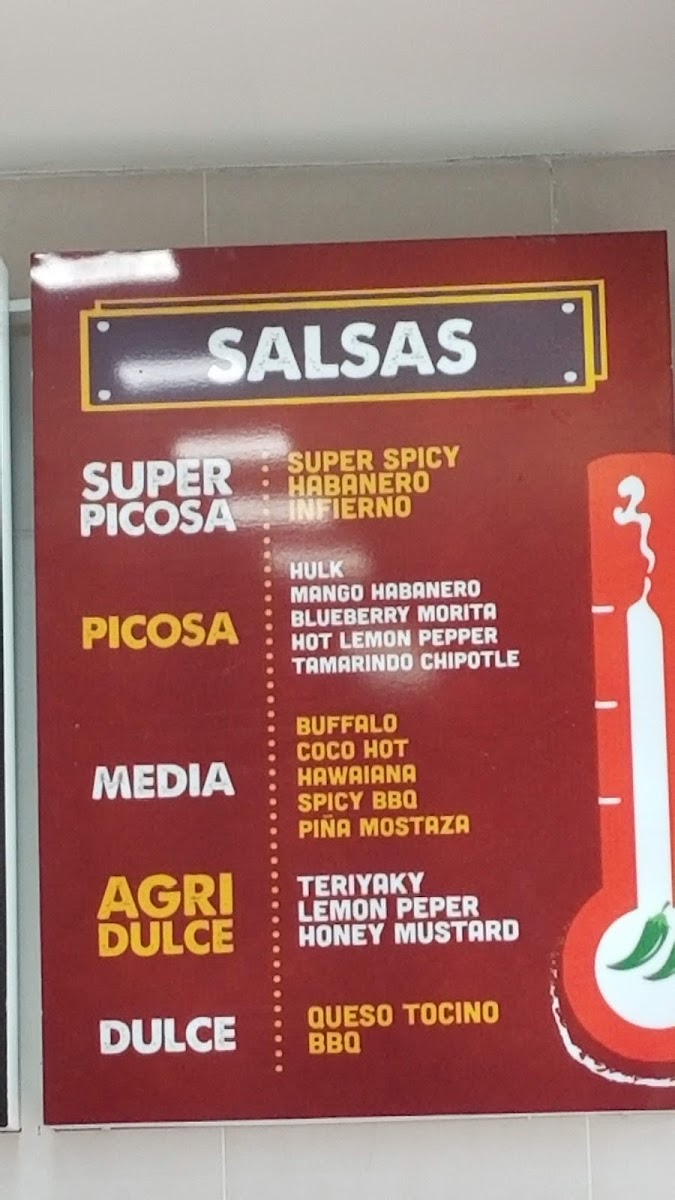 SALSAS
SUPER
PICOSA
SUPER SPICY
HABANERO
INFIERNO
PICOSA
HULK
MANGO HABANERO
BLUEBERRY MORITA
HOT LEMON PEPPER
TAMARINDO CHIPOTLE
MEDIA
BUFFALO
COCO HOT
HAWAIANA
SPICY BBQ
PIÑA MOSTAZA
AGRI
DULCE
TERIYAKY
LEMON PEPER
HONEY MUSTARD
DULCE
QUESO TOCINO
BBQ